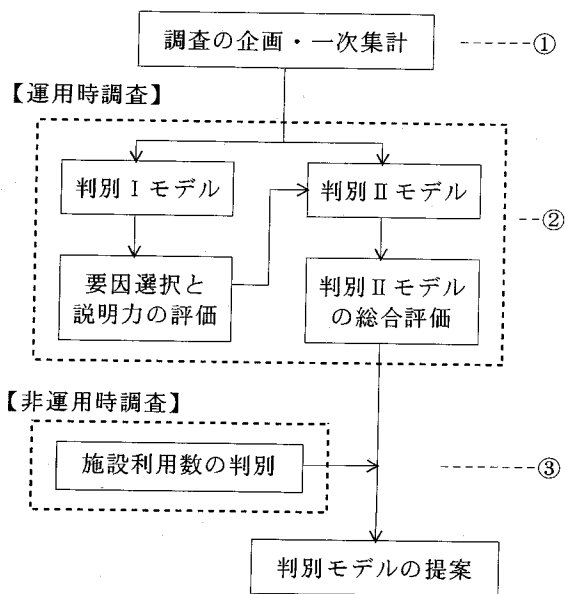 調査の企画・一次集計
①
【運用時調査】
判別Ⅰモデル
判別Ⅱモデル
②
要因選択と
説明力の評価
判別Ⅱモデル
の総合評価
【非運用時調査】
施設利用数の判別
③
判別モデルの提案